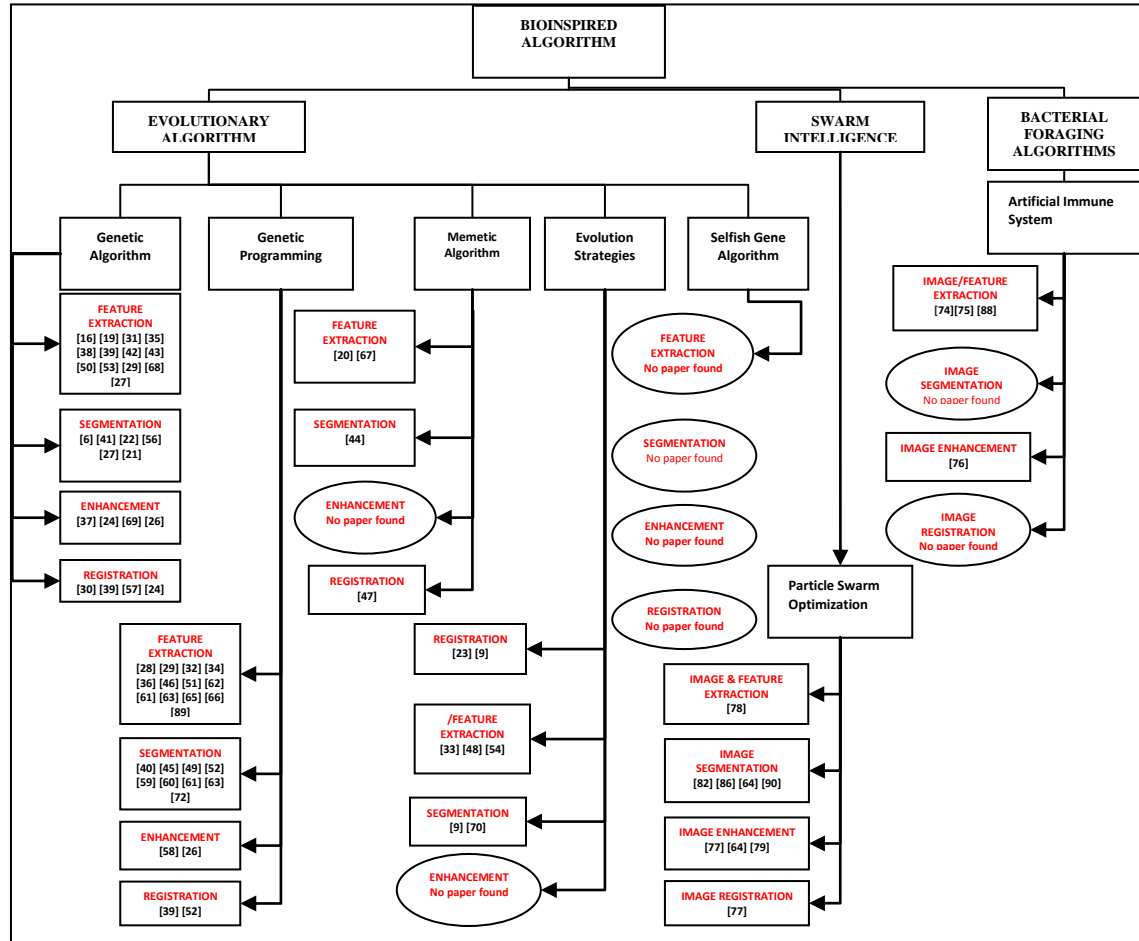 BIOINSPIRED
ALGORITHM
EVOLUTIONARY
ALGORITHM
SWARM
INTELLIGENCE
BACTERIAL
FORAGING
ALGORITHMS
Genetic
Algorithm
Genetic
Programming
Memetic
Algorithm
Evolution
Strategies
Selfish Gene
Algorithm
Artificial Immune
System
FEATURE
EXTRACTION
[16] [19] [31] [35]
[38] [39] [42] [43]
[50] [53] [29] [68]
[27]
SEGMENTATION
[6] [41] [22] [56]
[27] [21]
ENHANCEMENT
[37] [24] [69] [26]
REGISTRATION
[30] [39] [57] [24]
FEATURE
EXTRACTION
[28] [29] [32] [34]
[36] [46] [51] [62]
[61] [63] [65] [66]
[89]
SEGMENTATION
[40] [45] [49] [52]
[59] [60] [61] [63]
[72]
ENHANCEMENT
[58] [26]
REGISTRATION
[39] [52]
FEATURE
EXTRACTION
[20] [67]
SEGMENTATION
[44]
ENHANCEMENT
No paper found
REGISTRATION
[47]
REGISTRATION
[23] [9]
/FEATURE
EXTRACTION
[33] [48] [54]
SEGMENTATION
[9] [70]
ENHANCEMENT
No paper found
FEATURE
EXTRACTION
No paper found
SEGMENTATION
No paper found
ENHANCEMENT
No paper found
REGISTRATION
No paper found
Particle Swarm
Optimization
IMAGE & FEATURE
EXTRACTION
[78]
IMAGE
SEGMENTATION
[82] [86] [64] [90]
IMAGE ENHANCEMENT
[77] [64] [79]
IMAGE REGISTRATION
[77]
IMAGE/FEATURE
EXTRACTION
[74][75] [88]
IMAGE
SEGMENTATION
No paper found
IMAGE ENHANCEMENT
[76]
IMAGE
REGISTRATION
No paper found